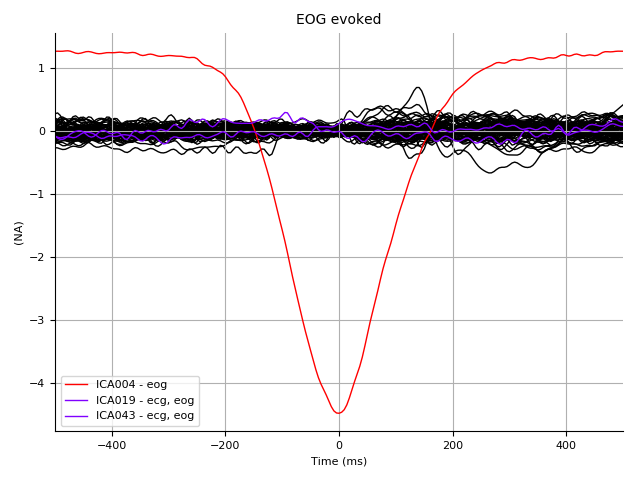 EOG evoked
1
0
−1
−2
−3
−4
(NA)
ICA004 - eog
ICA019 - ecg, eog
ICA043 - ecg, eog
−400
−200
0
200
400
Time (ms)